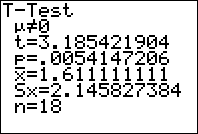 T-Test
μ≠0
t=3.185421904
p=.0054147206
x̄=1.611111111
Sx=2.145827384
n=18